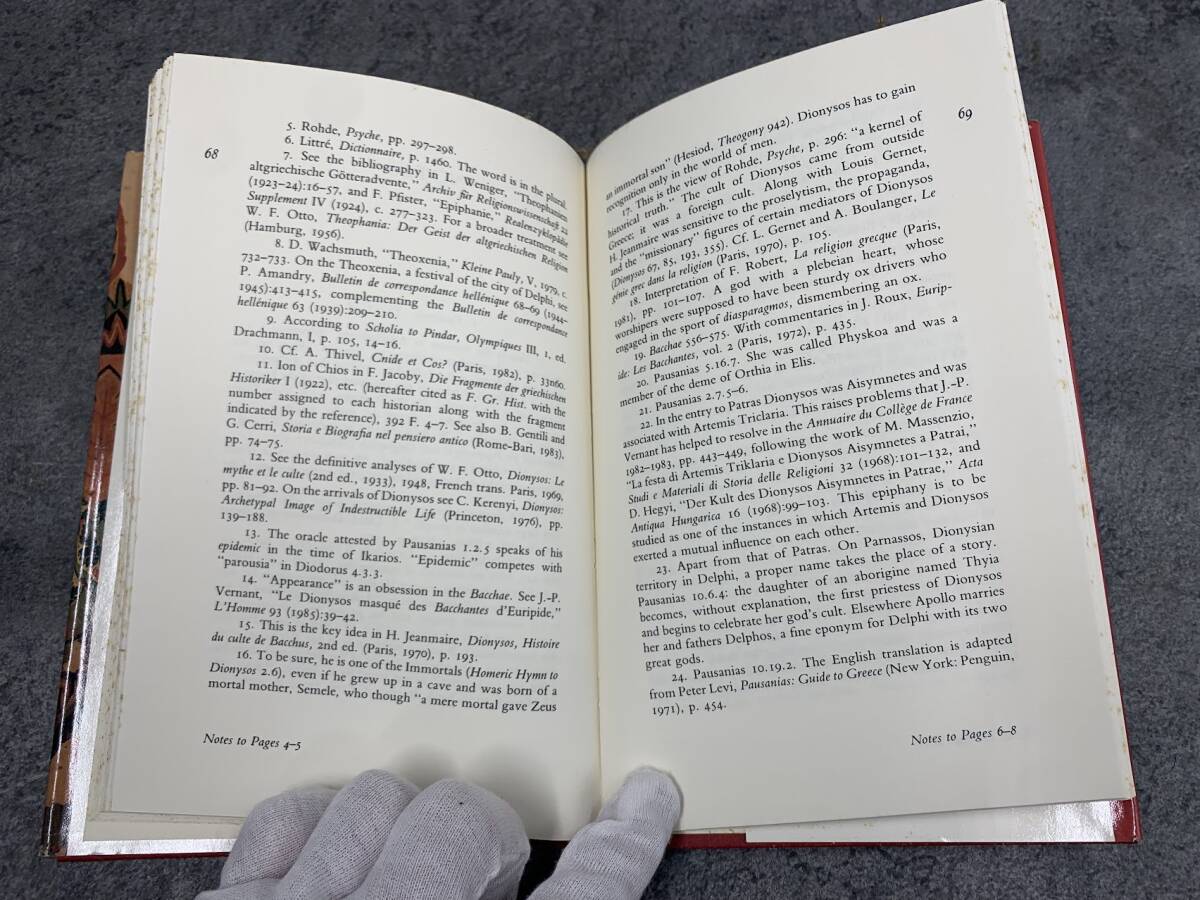 68
5. Rohde, Psyche, pp. 297–298.
6. Littré, Dictionnaire, p. 1460. The word is in the plural.
7. See the bibliography in L. Weniger, "Theophanien
altgriechische Götteradvente," Archiv für Religionswissenschaft 22
(1923–24):16–57, and F. Pfister, "Epiphanie," Realenzyklopädie
Supplement IV (1924), c. 277–323. For a broader treatment see
W. F. Otto, Theophania: Der Geist der altgriechischen Religion
(Hamburg, 1956).
8. D. Wachsmuth, "Theoxenia," Kleine Pauly, V, 1979, c.
732–733. On the Theoxenia, a festival of the city of Delphi, see
P. Amandry, Bulletin de correspondance hellénique 68–69 (1944–
1945):413–415, complementing the Bulletin de correspondance
hellénique 63 (1939):209–210.
9. According to Scholia to Pindar, Olympiques III, 1, ed.
Drachmann, I, p. 105, 14–16.
10. Cf. A. Thivel, Cnide et Cos? (Paris, 1982), p. 33n60.
11. Ion of Chios in F. Jacoby, Die Fragmente der griechischen
Historiker I (1922), etc. (hereafter cited as F. Gr. Hist. with the
number assigned to each historian along with the fragment
indicated by the reference), 392 F. 4–7. See also B. Gentili and
G. Cerri, Storia e Biografia nel pensiero antico (Rome-Bari, 1983),
pp. 74–75.
12. See the definitive analyses of W. F. Otto, Dionysos: Le
mythe et le culte (2nd ed., 1933), 1948, French trans. Paris, 1969,
pp. 81–92. On the arrivals of Dionysos see C. Kerenyi, Dionysos:
Archetypal Image of Indestructible Life (Princeton, 1976), pp.
139–188.
13. The oracle attested by Pausanias 1.2.5 speaks of his
epidemic in the time of Ikarios. "Epidemic" competes with
"parousia" in Diodorus 4.3.3.
14. "Appearance" is an obsession in the Bacchae. See J.-P.
Vernant, "Le Dionysos masqué des Bacchantes d'Euripide,"
L'Homme 93 (1985):39–42.
15. This is the key idea in H. Jeanmaire, Dionysos, Histoire
du culte de Bacchus, 2nd ed. (Paris, 1970), p. 193.
16. To be sure, he is one of the Immortals (Homeric Hymn to
Dionysos 2.6), even if he grew up in a cave and was born of a
mortal mother, Semele, who though "a mere mortal gave Zeus
Notes to Pages 4–5
69
an immortal son" (Hesiod, Theogony 942). Dionysos has to gain
recognition only in the world of men.
17. This is the view of Rohde, Psyche, p. 296: "a kernel of
historical truth." The cult of Dionysos came from outside
Greece; it was a foreign cult. Along with Louis Gernet,
H. Jeanmaire was sensitive to the proselytism, the propaganda,
and the "missionary" figures of certain mediators of Dionysos
(Dionysos 67, 85, 193, 355). Cf. L. Gernet and A. Boulanger, Le
génie grec dans la religion (Paris, 1970), p. 105.
18. Interpretation of F. Robert, La religion grecque (Paris,
1981), pp. 101–107. A god with a plebeian heart, whose
worshipers were supposed to have been sturdy ox drivers who
engaged in the sport of diasparagmos, dismembering an ox.
19. Bacchae 556–575. With commentaries in J. Roux, Eurip-
ide: Les Bacchantes, vol. 2 (Paris, 1972), p. 435.
20. Pausanias 5.16.7. She was called Physkoa and was a
member of the deme of Orthia in Elis.
21. Pausanias 2.7.5–6.
22. In the entry to Patras Dionysos was Aisymnetes and was
associated with Artemis Triclaria. This raises problems that J.-P.
Vernant has helped to resolve in the Annuaire du Collège de France
1982–1983, pp. 443–449, following the work of M. Massenzio,
"La festa di Artemis Triklaria e Dionysos Aisymnetes a Patrai,"
Studi e Materiali di Storia delle Religioni 32 (1968):101–132, and
D. Hegyi, "Der Kult des Dionysos Aisymnetes in Patrae," Acta
Antiqua Hungarica 16 (1968):99–103. This epiphany is to be
studied as one of the instances in which Artemis and Dionysos
exerted a mutual influence on each other.
23. Apart from that of Patras. On Parnassos, Dionysian
territory in Delphi, a proper name takes the place of a story.
Pausanias 10.6.4: the daughter of an aborigine named Thyia
becomes, without explanation, the first priestess of Dionysos
and begins to celebrate her god's cult. Elsewhere Apollo marries
her and fathers Delphos, a fine eponym for Delphi with its two
great gods.
24. Pausanias 10.19.2. The English translation is adapted
from Peter Levi, Pausanias: Guide to Greece (New York: Penguin,
1971), p. 454.
Notes to Pages 6–8